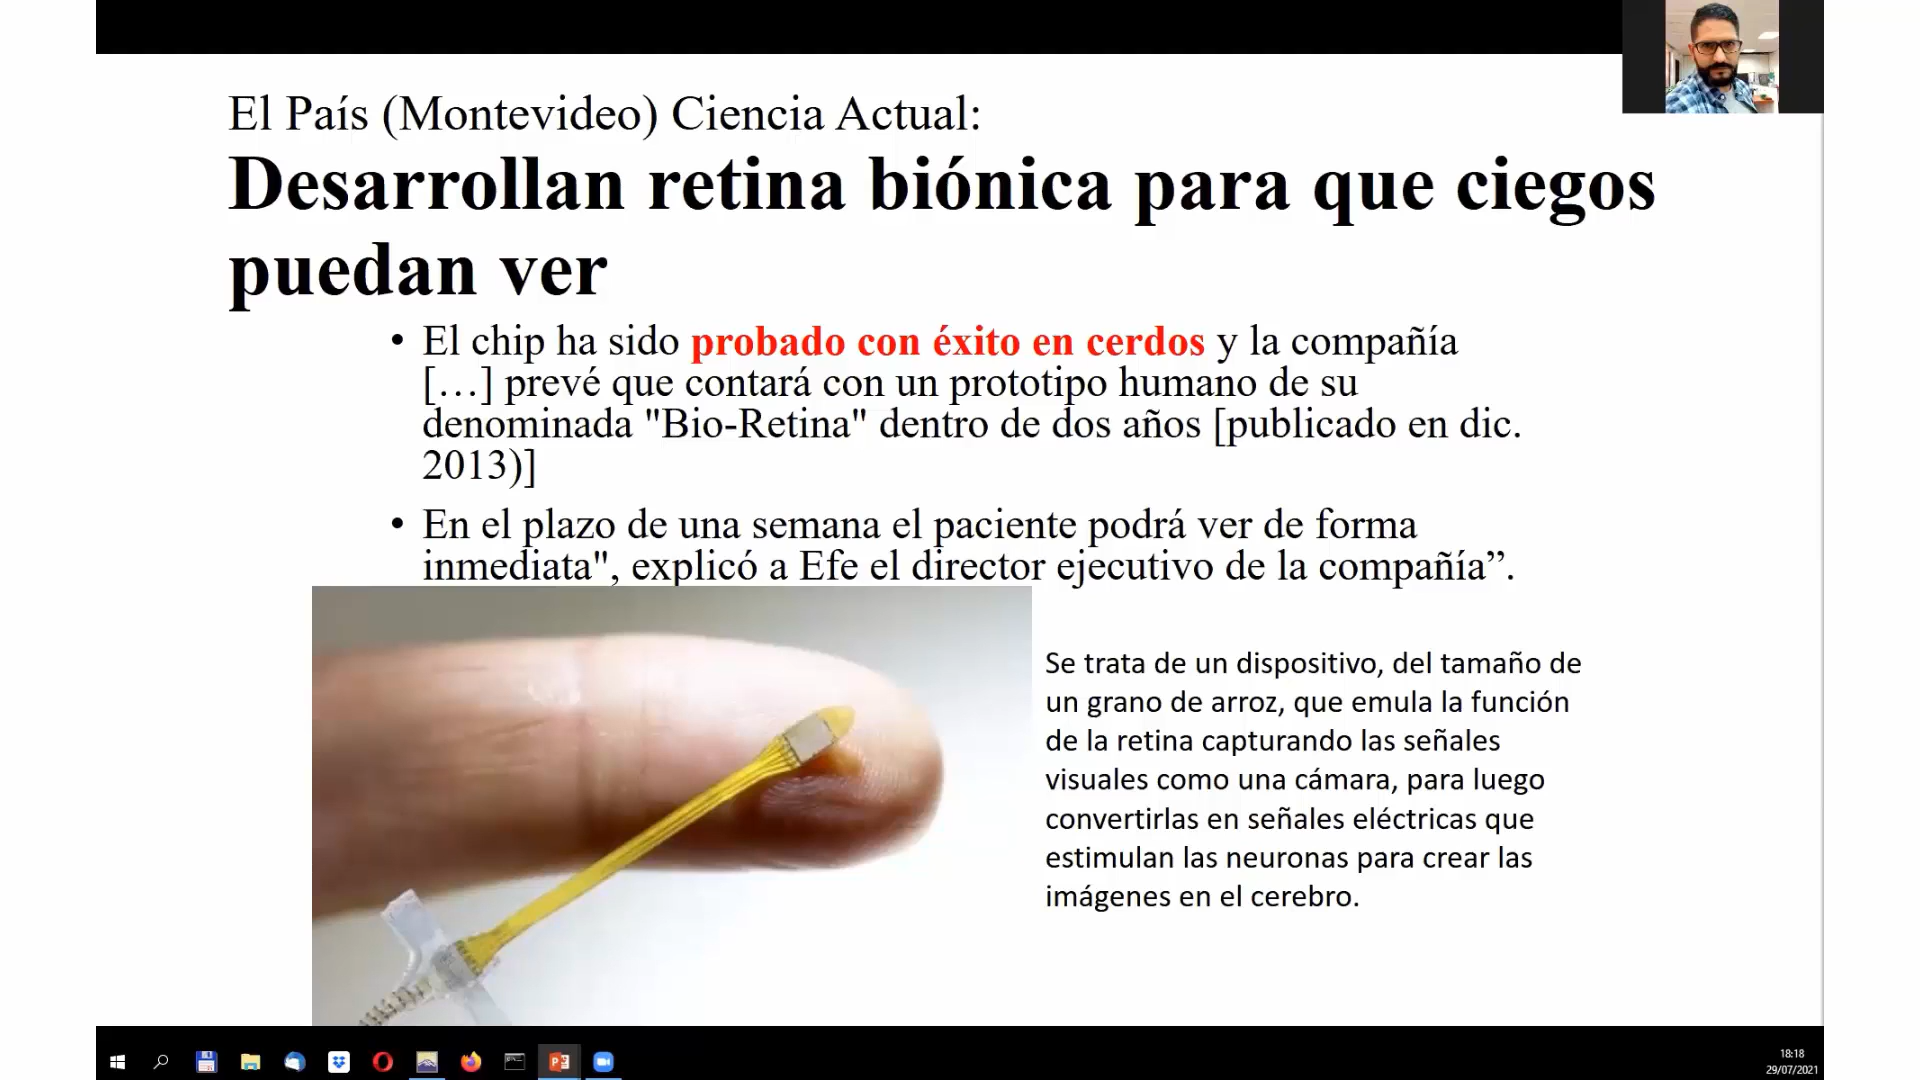 El País (Montevideo) Ciencia Actual:
Desarrollan retina biónica para que ciegos
puedan ver
• El chip ha sido probado con éxito en cerdos y la compañía
[…] prevé que contará con un prototipo humano de su
denominada "Bio-Retina" dentro de dos años [publicado en dic.
2013)]
• En el plazo de una semana el paciente podrá ver de forma
inmediata", explicó a Efe el director ejecutivo de la compañía”.
Se trata de un dispositivo, del tamaño de
un grano de arroz, que emula la función
de la retina capturando las señales
visuales como una cámara, para luego
convertirlas en señales eléctricas que
estimulan las neuronas para crear las
imágenes en el cerebro.
18:18
29/07/2021